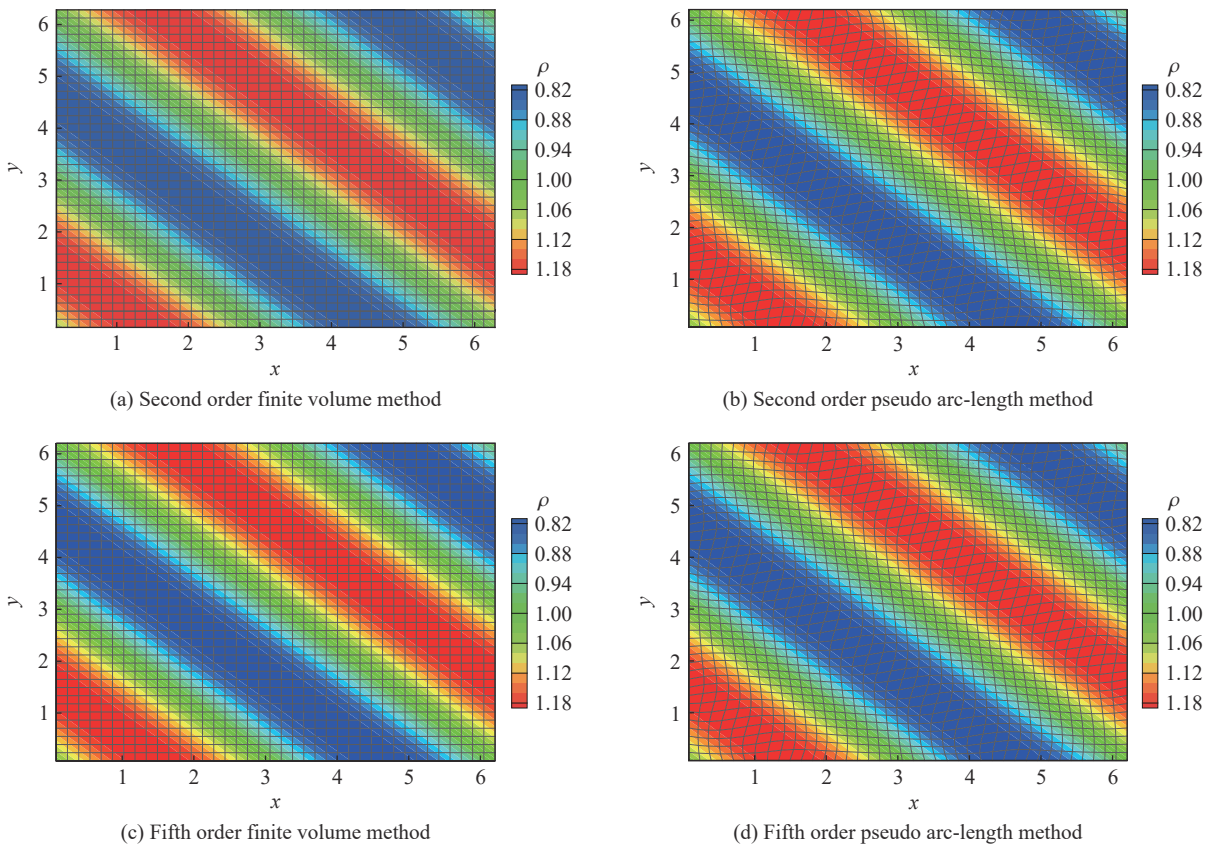 6
5
4
3
2
1
y
1 2 3 4 5 6
x
ρ
0.82
0.88
0.94
1.00
1.06
1.12
1.18
(a) Second order finite volume method
6
5
4
3
2
1
y
1 2 3 4 5 6
x
ρ
0.82
0.88
0.94
1.00
1.06
1.12
1.18
(b) Second order pseudo arc-length method
6
5
4
3
2
1
y
1 2 3 4 5 6
x
ρ
0.82
0.88
0.94
1.00
1.06
1.12
1.18
(c) Fifth order finite volume method
6
5
4
3
2
1
y
1 2 3 4 5 6
x
ρ
0.82
0.88
0.94
1.00
1.06
1.12
1.18
(d) Fifth order pseudo arc-length method